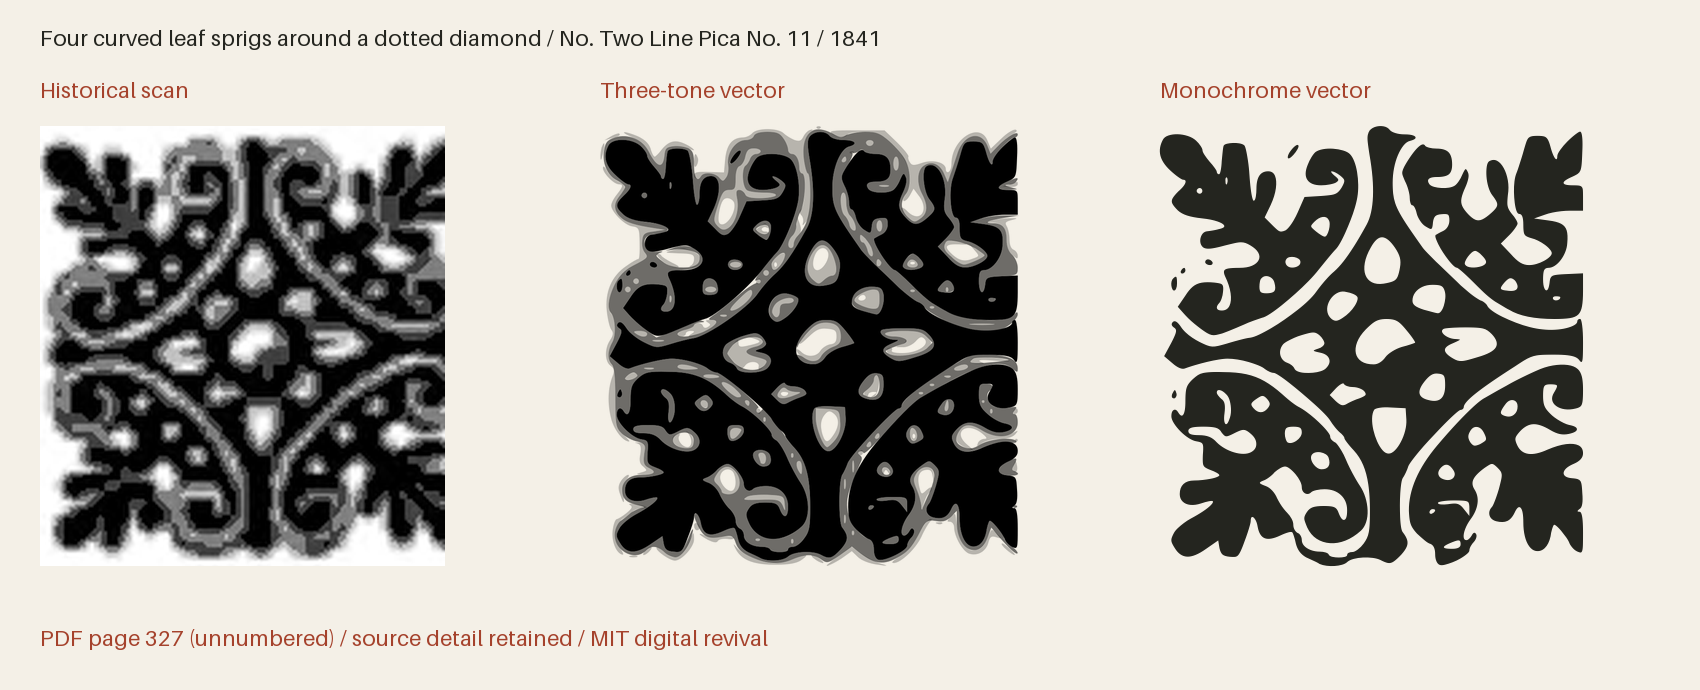 Four curved leaf sprigs around a dotted diamond / No. Two Line Pica No. 11 / 1841
Historical scan
Three-tone vector
Monochrome vector
PDF page 327 (unnumbered) / source detail retained / MIT digital revival